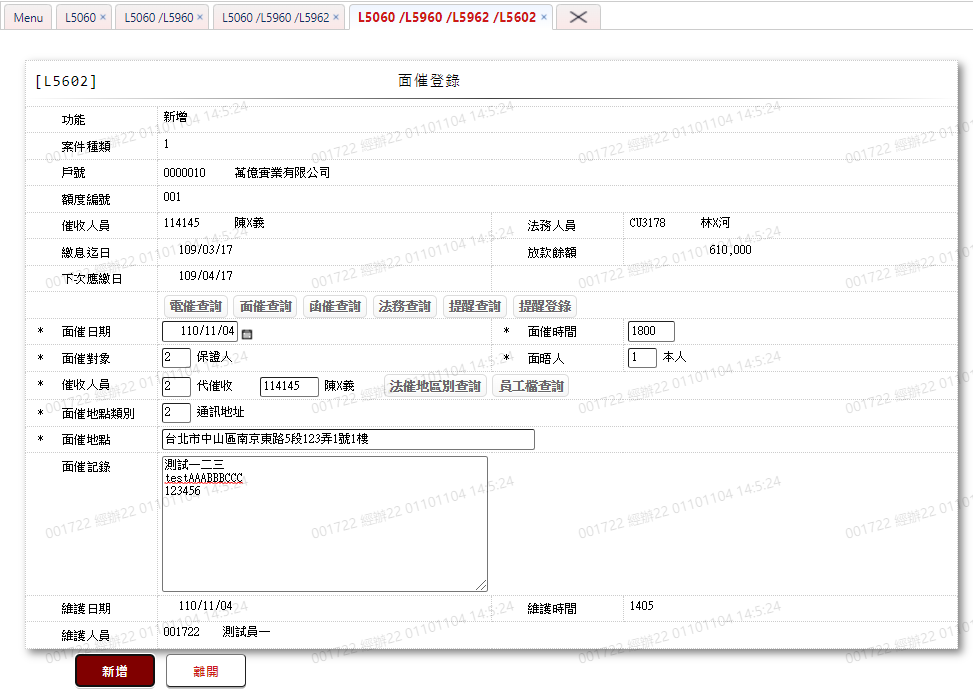 Menu L5060 × L5060 /L5960 × L5060 /L5960 /L5962 × L5060 /L5960 /L5962 /L5602 ×
[L5602] 面催登錄
功能 新增
案件種類 1
戶號 0000010 萬億實業有限公司
額度編號 001
催收人員 114145 陳X義 法務人員 CU3178 林X河
繳息迄日 109/03/17 放款餘額 610,000
下次應繳日 109/04/17
電催查詢 面催查詢 函催查詢 法務查詢 提醒查詢 提醒登錄
* 面催日期 110/11/04 * 面催時間 1800
* 面催對象 2 保證人 * 面晤人 1 本人
* 催收人員 2 代催收 114145 陳X義 法催地區別查詢 員工檔查詢
* 面催地點類別 2 通訊地址
* 面催地點 台北市中山區南京東路5段123弄1號1樓
面催記錄 測試一二三
testAAABBBCCC
123456
維護日期 110/11/04 維護時間 1405
維護人員 001722 測試員一
新增 離開
001722 經辦22 01101104 14:5:24